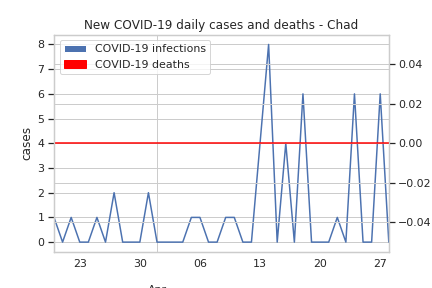 New COVID-19 daily cases and deaths - Chad
COVID-19 infections
COVID-19 deaths
cases
8
7
6
5
4
3
2
1
0
0.04
0.02
0.00
−0.02
−0.04
23 30 06 13 20 27